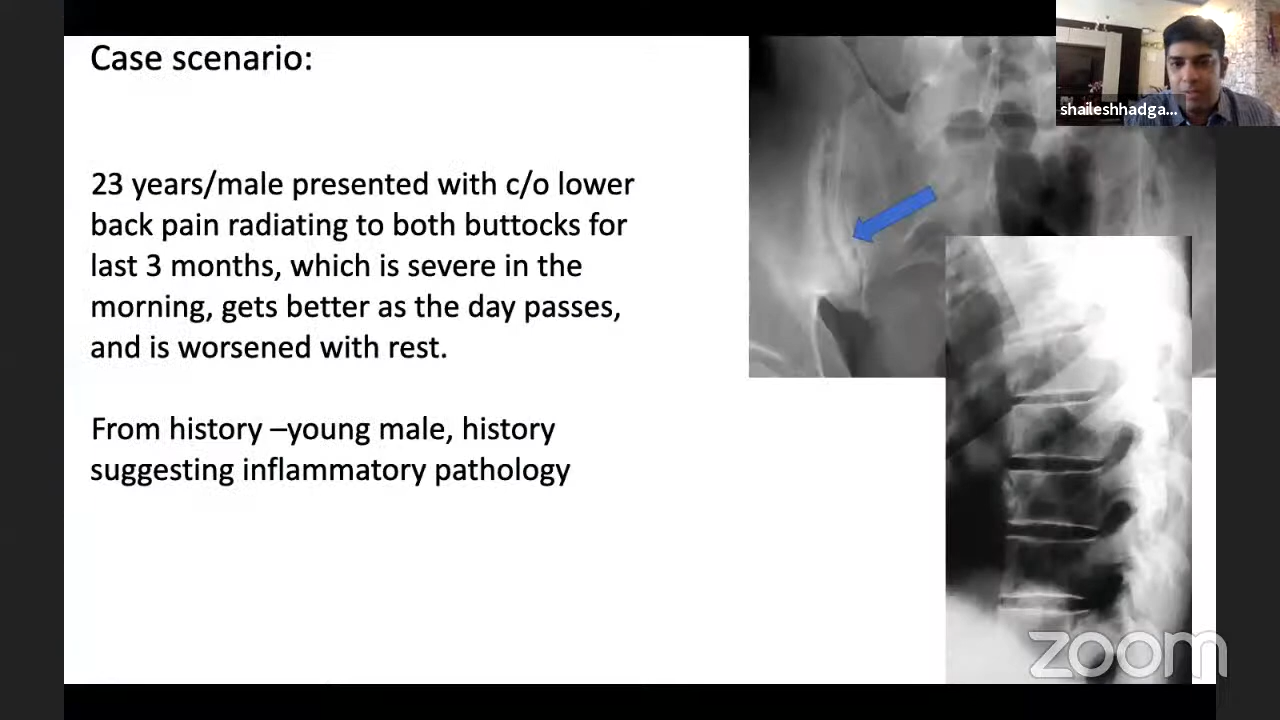 Case scenario:
shaileshhadga...
23 years/male presented with c/o lower
back pain radiating to both buttocks for
last 3 months, which is severe in the
morning, gets better as the day passes,
and is worsened with rest.
From history –young male, history
suggesting inflammatory pathology
zoom